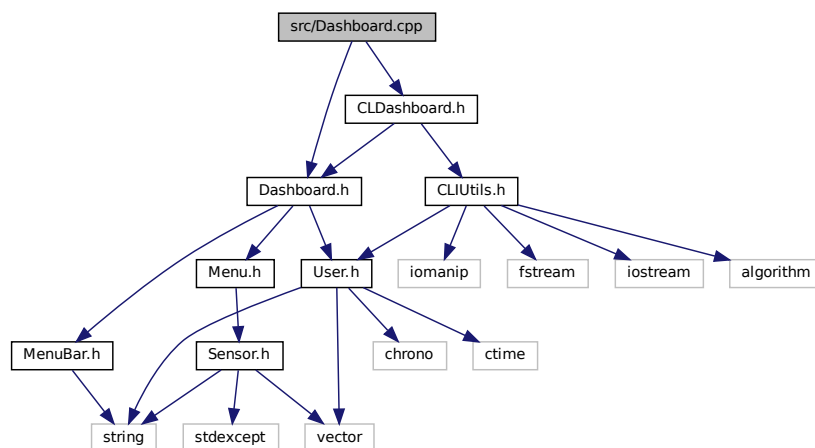 src/Dashboard.cpp
CLDashboard.h
Dashboard.h
CLIUtils.h
Menu.h
User.h
iomanip
fstream
iostream
algorithm
MenuBar.h
Sensor.h
chrono
ctime
string
stdexcept
vector